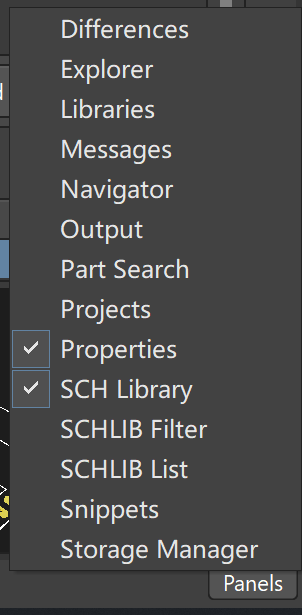 Differences
Explorer
Libraries
Messages
Navigator
Output
Part Search
Projects
Properties
SCH Library
SCHLIB Filter
SCHLIB List
Snippets
Storage Manager
Panels